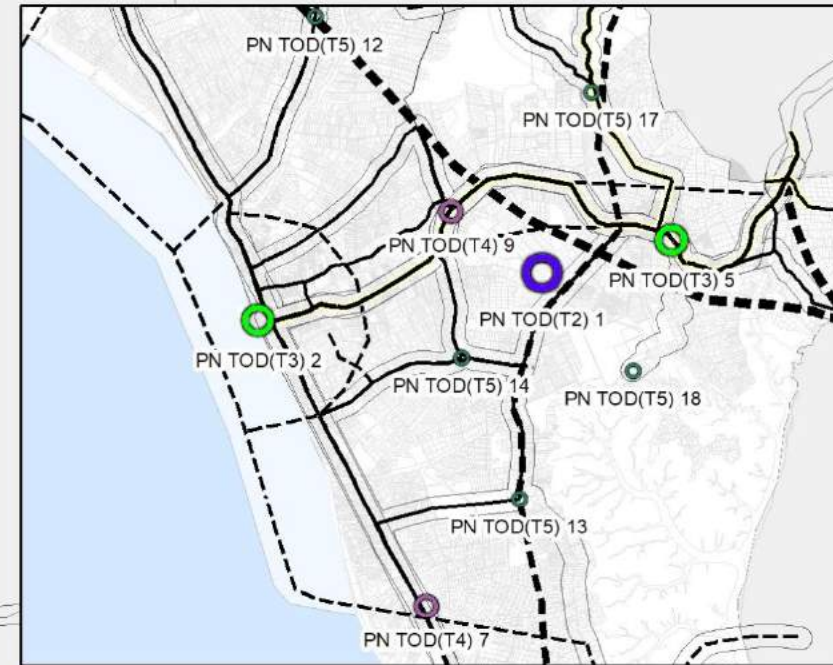 PN TOD(T5) 12
PN TOD(T5) 17
PN TOD(T4) 9
PN TOD(T3) 5
PN TOD(T2) 1
PN TOD(T3) 2
PN TOD(T5) 14
PN TOD(T5) 18
PN TOD(T5) 13
PN TOD(T4) 7